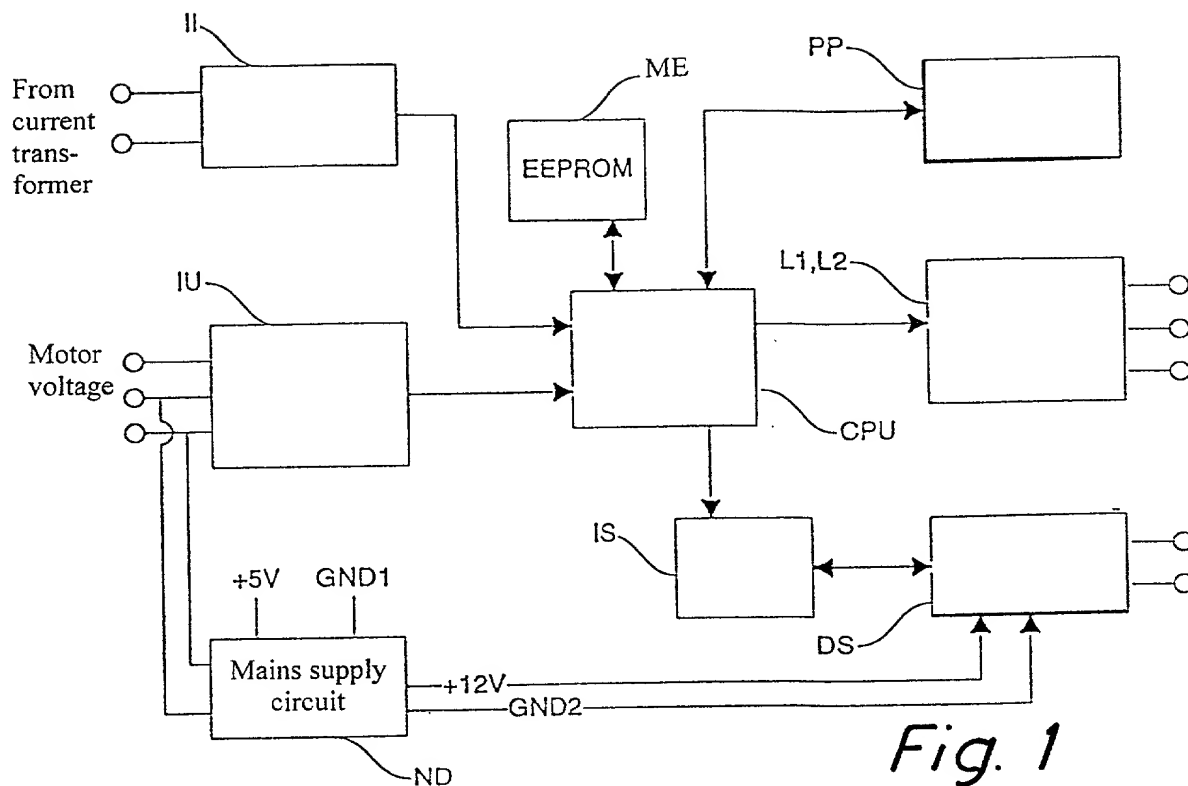 II
From
current
trans-
former
ME
EEPROM
PP
IU
Motor
voltage
L1,L2
CPU
IS
DS
+5V
GND1
Mains supply
circuit
+12V
GND2
ND
Fig. 1